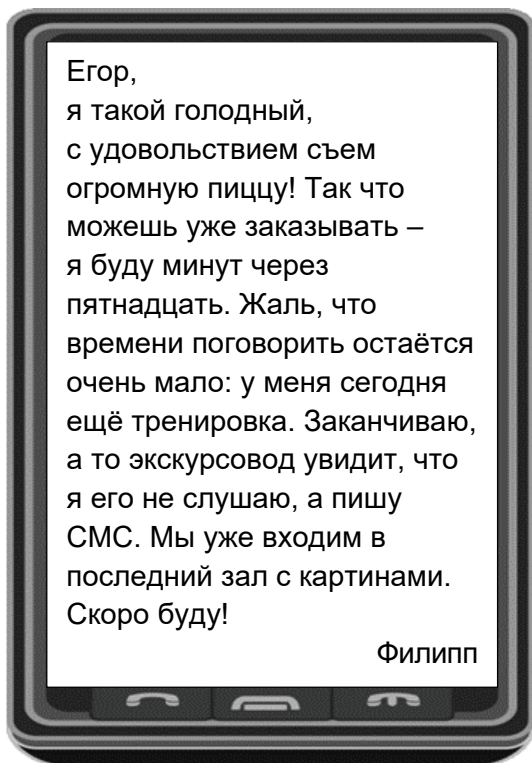 Егор,
я такой голодный,
с удовольствием съем
огромную пиццу! Так что
можешь уже заказывать –
я буду минут через
пятнадцать. Жаль, что
времени поговорить остаётся
очень мало: у меня сегодня
ещё тренировка. Заканчиваю,
а то экскурсовод увидит, что
я его не слушаю, а пишу
СМС. Мы уже входим в
последний зал с картинами.
Скоро буду!
Филипп